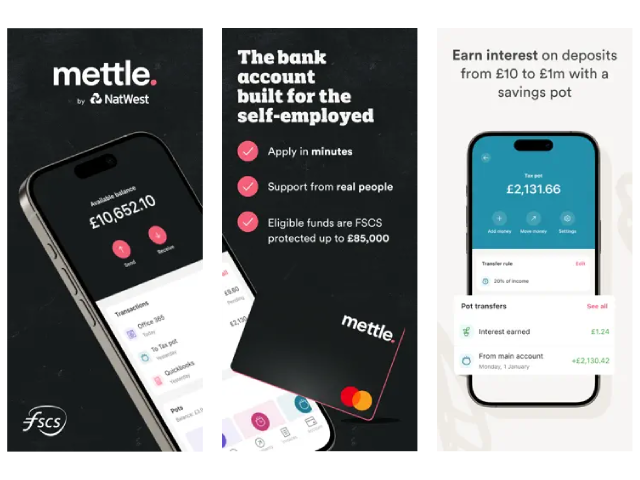 mettle.
by NatWest
Available balance
£10,652.10
Send
Receive
Transactions
Office 365
Today
£9.80
Pending
To Tax pot
Yesterday
£2,130
Quickbooks
Yesterday
Pots
fscs
The bank
account
built for the
self-employed
Apply in minutes
Support from real people
Eligible funds are FSCS
protected up to £85,000
mettle.
Earn interest on deposits
from £10 to £1m with a
savings pot
Tax pot
£2,131.66
Add money
Move money
Settings
Transfer rule
Edit
20% of income
Pot transfers
See all
Interest earned
£1.24
From main account
Monday, 1 January
+£2,130.42